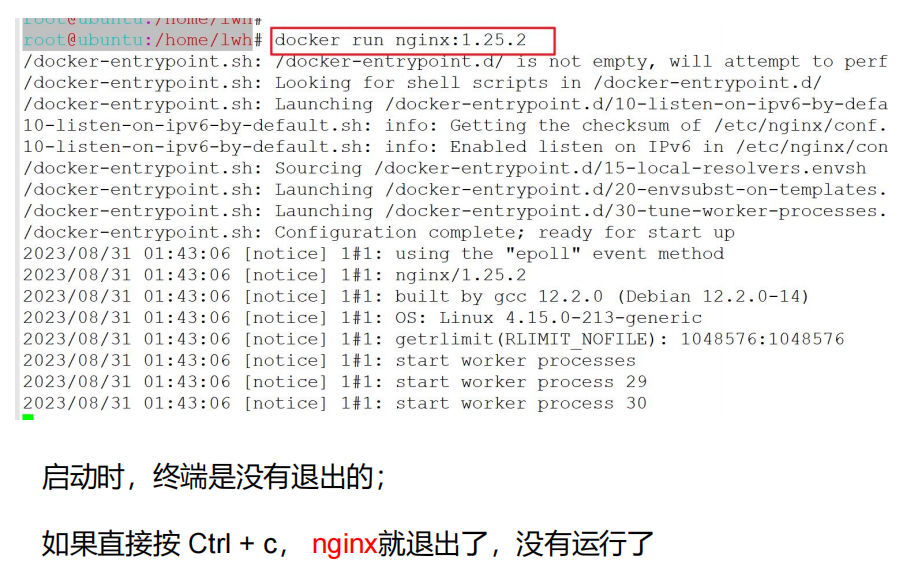 root@ubuntu:/home/lwh#
root@ubuntu:/home/lwh# docker run nginx:1.25.2
/docker-entrypoint.sh: /docker-entrypoint.d/ is not empty, will attempt to perf
/docker-entrypoint.sh: Looking for shell scripts in /docker-entrypoint.d/
/docker-entrypoint.sh: Launching /docker-entrypoint.d/10-listen-on-ipv6-by-defa
10-listen-on-ipv6-by-default.sh: info: Getting the checksum of /etc/nginx/conf.
10-listen-on-ipv6-by-default.sh: info: Enabled listen on IPv6 in /etc/nginx/con
/docker-entrypoint.sh: Sourcing /docker-entrypoint.d/15-local-resolvers.envsh
/docker-entrypoint.sh: Launching /docker-entrypoint.d/20-envsubst-on-templates.
/docker-entrypoint.sh: Launching /docker-entrypoint.d/30-tune-worker-processes.
/docker-entrypoint.sh: Configuration complete; ready for start up
2023/08/31 01:43:06 [notice] 1#1: using the "epoll" event method
2023/08/31 01:43:06 [notice] 1#1: nginx/1.25.2
2023/08/31 01:43:06 [notice] 1#1: built by gcc 12.2.0 (Debian 12.2.0-14)
2023/08/31 01:43:06 [notice] 1#1: OS: Linux 4.15.0-213-generic
2023/08/31 01:43:06 [notice] 1#1: getrlimit(RLIMIT_NOFILE): 1048576:1048576
2023/08/31 01:43:06 [notice] 1#1: start worker processes
2023/08/31 01:43:06 [notice] 1#1: start worker process 29
2023/08/31 01:43:06 [notice] 1#1: start worker process 30
启动时，终端是没有退出的；
如果直接按 Ctrl + c， nginx就退出了，没有运行了